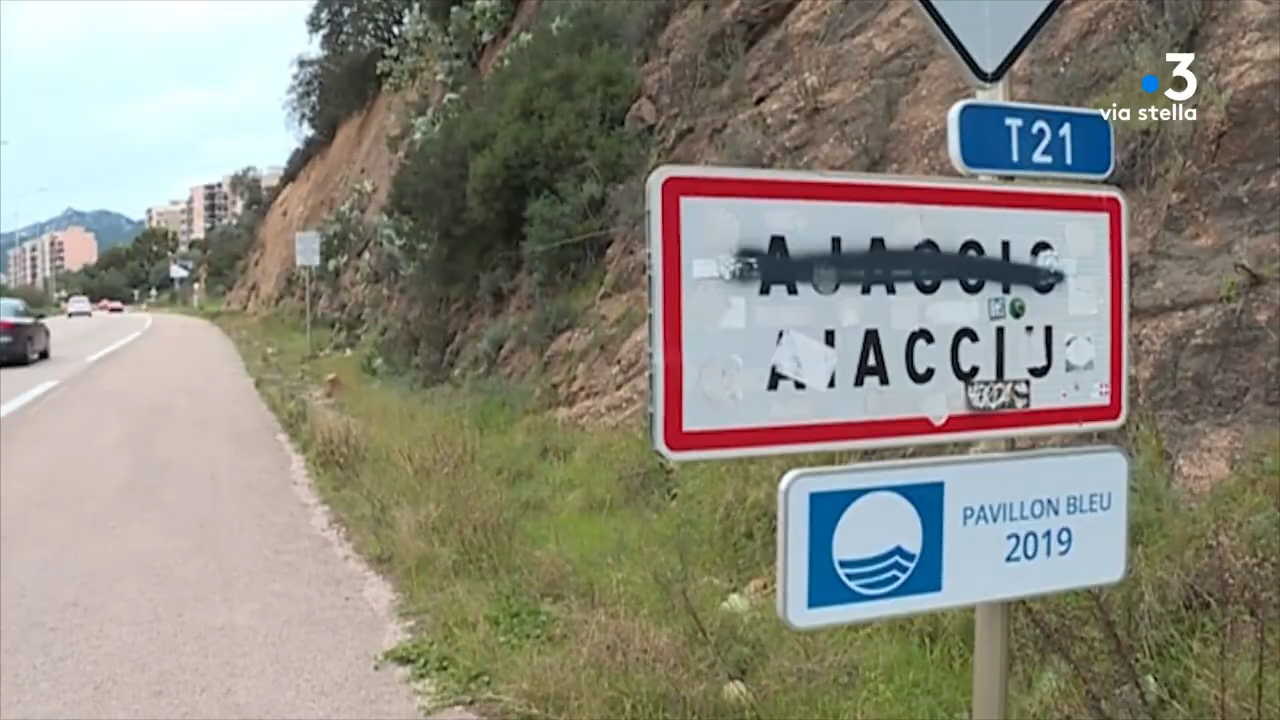 3
via stella
T21
AJACCIO
AIACCIU
PAVILLON BLEU
2019